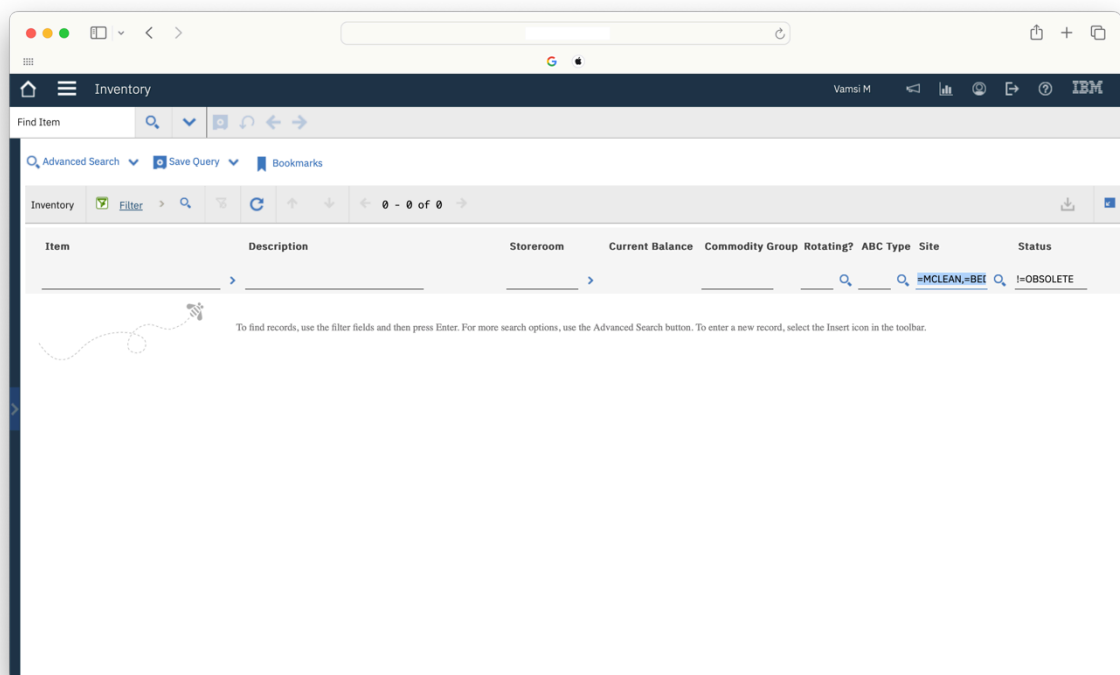 Inventory Vamsi M IBM
Find Item
Advanced Search Save Query Bookmarks
Inventory Filter 0 - 0 of 0
Item Description Storeroom Current Balance Commodity Group Rotating? ABC Type Site Status
=MCLEAN,=BED !=OBSOLETE
To find records, use the filter fields and then press Enter. For more search options, use the Advanced Search button. To enter a new record, select the Insert icon in the toolbar.